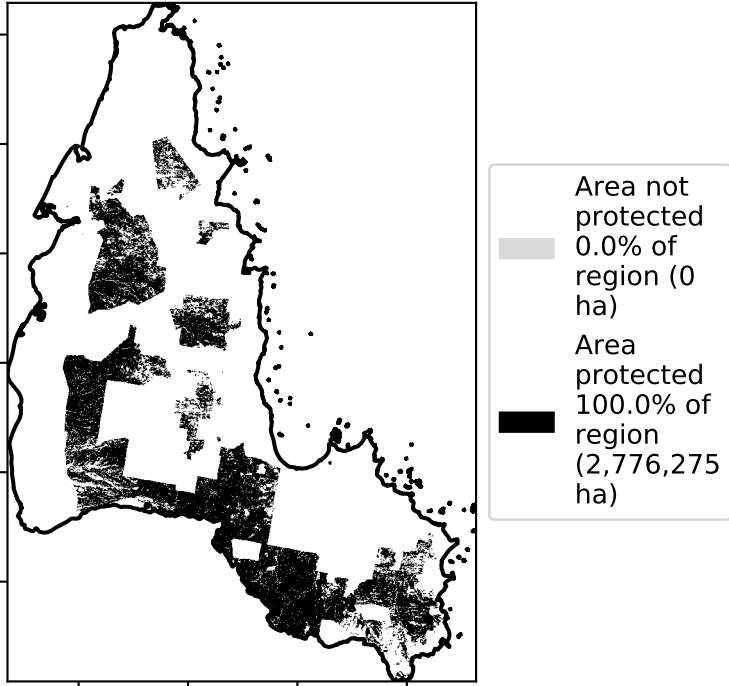 Area not
protected
0.0% of
region (0
ha)
Area
protected
100.0% of
region
(2,776,275
ha)